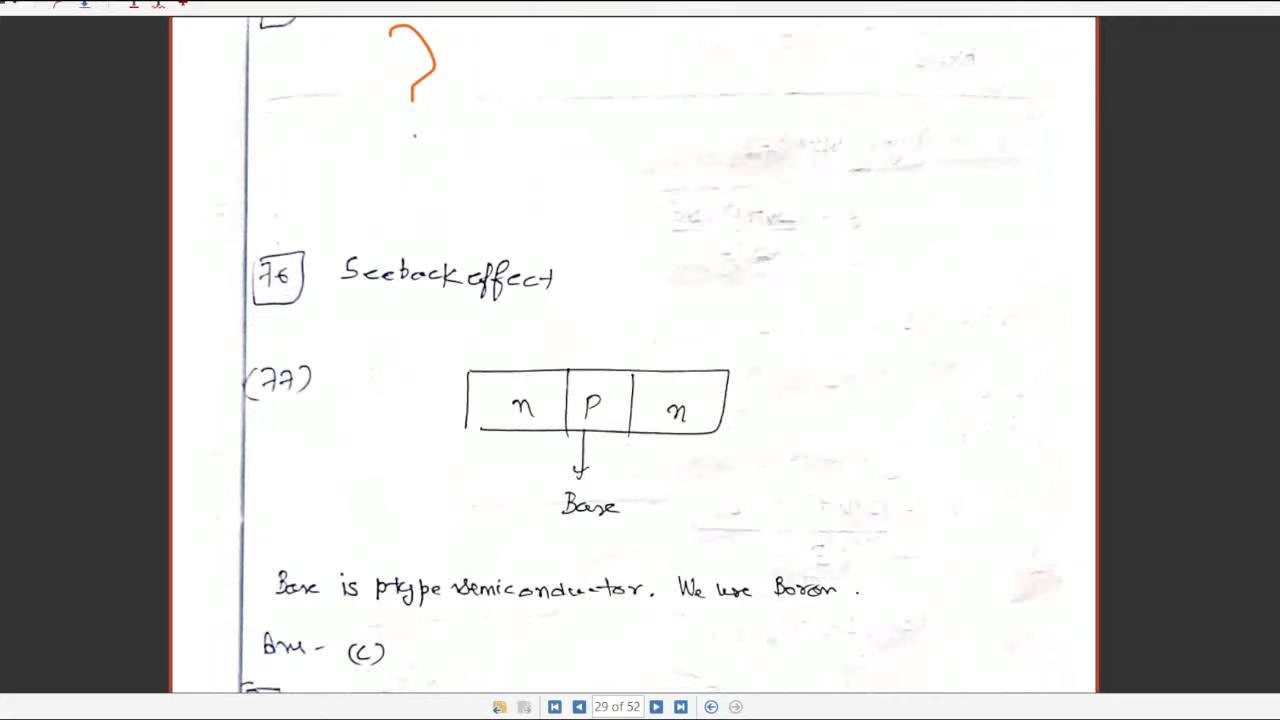 ?
76 Seeback effect
(77)
n P n
Base
Base is p-type semiconductor. We use Boron.
Ans - (C)
29 of 52